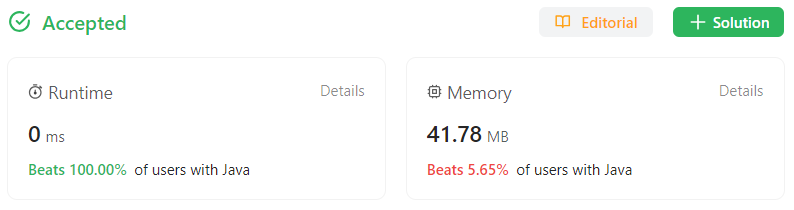 Accepted
Editorial
Solution
Runtime
Details
0 ms
Beats 100.00% of users with Java
Memory
Details
41.78 MB
Beats 5.65% of users with Java